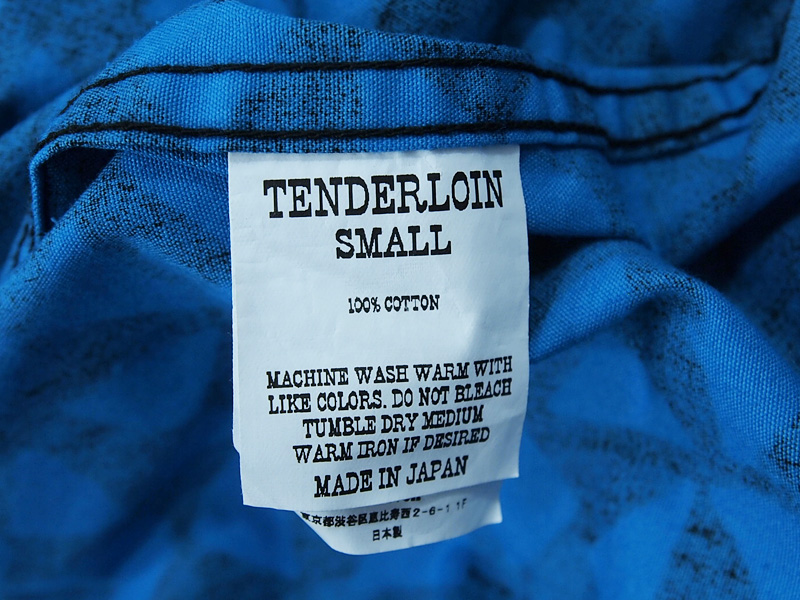 TENDERLOIN
SMALL
100% COTTON
MACHINE WASH WARM WITH
LIKE COLORS. DO NOT BLEACH
TUMBLE DRY MEDIUM
WARM IRON IF DESIRED
MADE IN JAPAN
東京都渋谷区恵比寿西2-6-11 1F
日本製